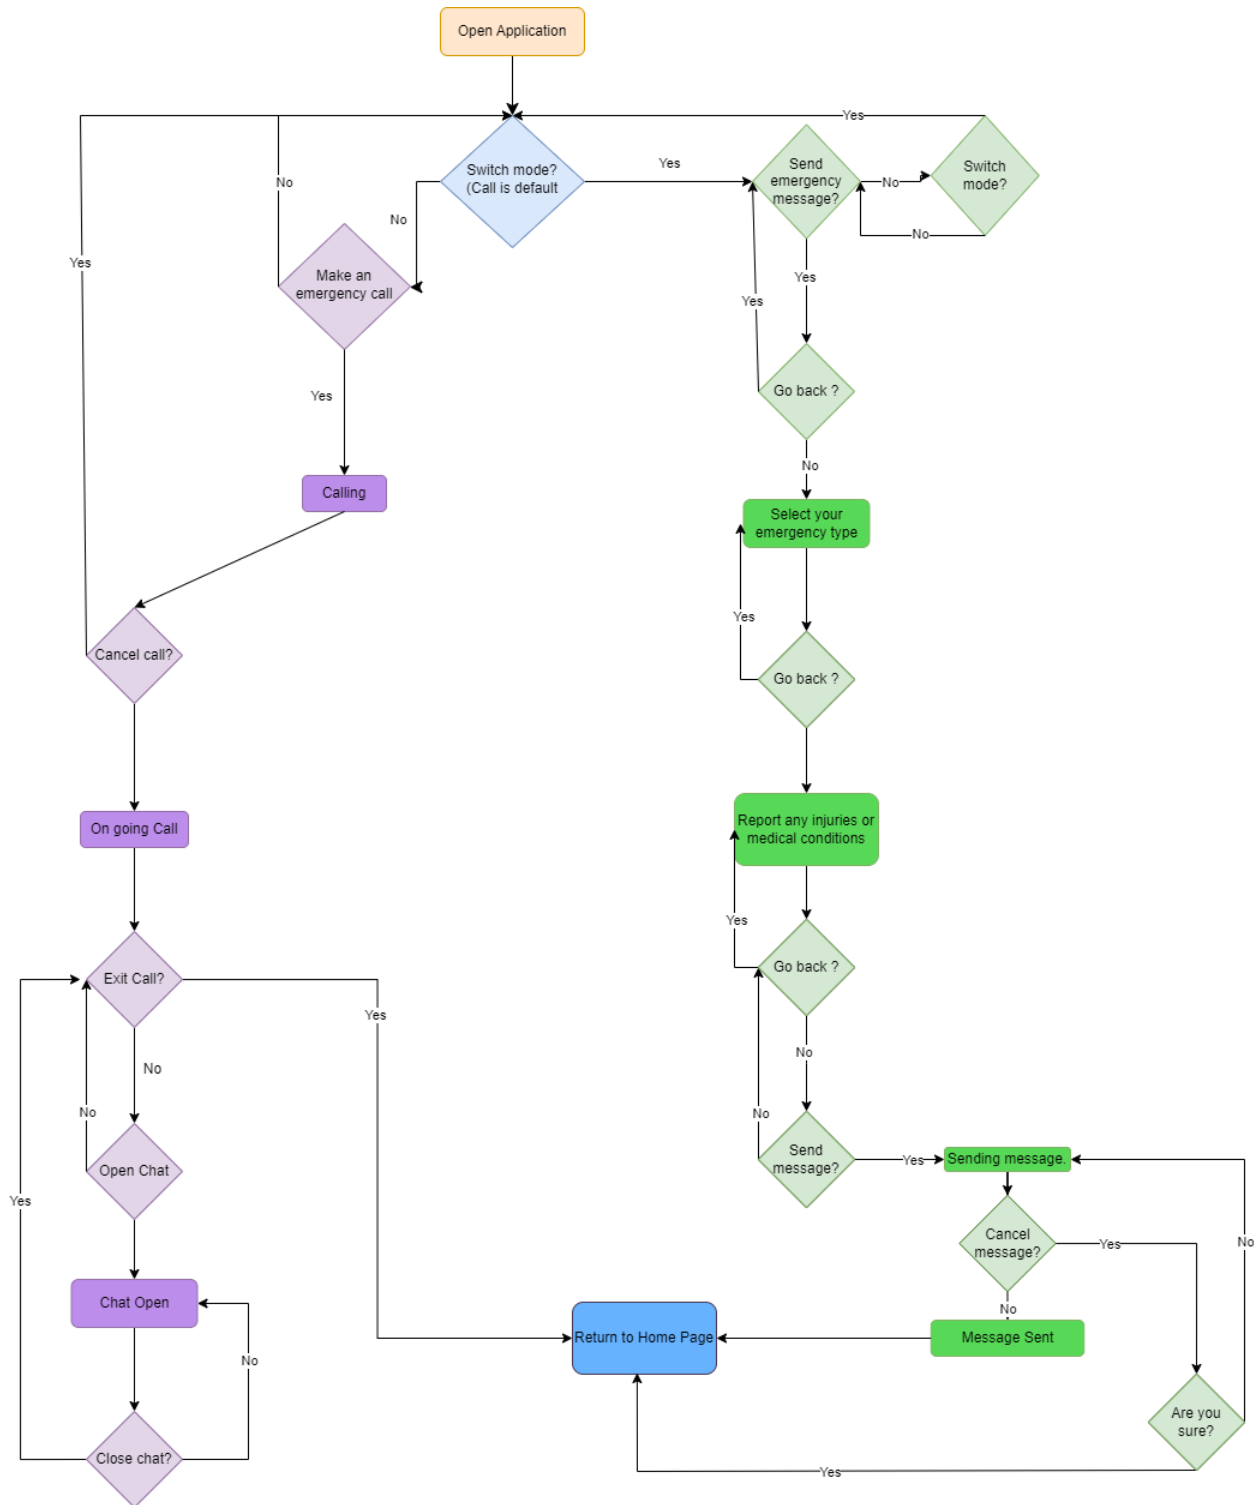 Open Application
Yes
Switch mode?
(Call is default
Yes
Send
emergency
message?
No
Switch
mode?
No
No
No
Make an
emergency call
Yes
Yes
Yes
Yes
Go back ?
No
Calling
Select your
emergency type
Yes
Cancel call?
Go back ?
On going Call
Report any injuries or
medical conditions
Yes
Exit Call?
Go back ?
Yes
No
No
No
No
Open Chat
Send
message?
Yes
Sending message.
Yes
Cancel
message?
Yes
No
Chat Open
No
Return to Home Page
Message Sent
No
Close chat?
Are you
sure?
Yes